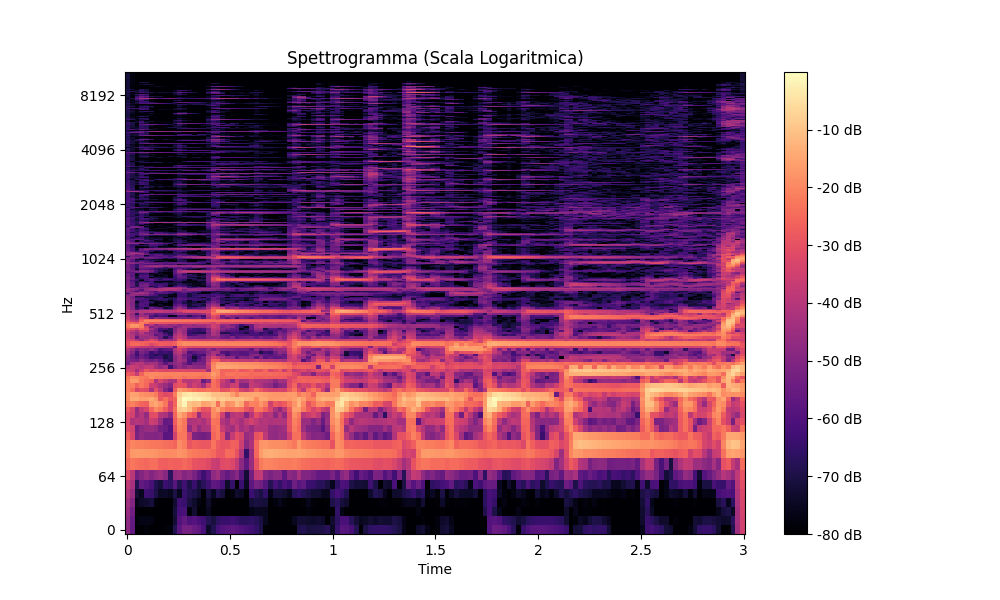 Spettrogramma (Scala Logaritmica)
8192
4096
2048
1024
512
256
128
64
0
Hz
0 0.5 1 1.5 2 2.5 3
Time
-10 dB
-20 dB
-30 dB
-40 dB
-50 dB
-60 dB
-70 dB
-80 dB